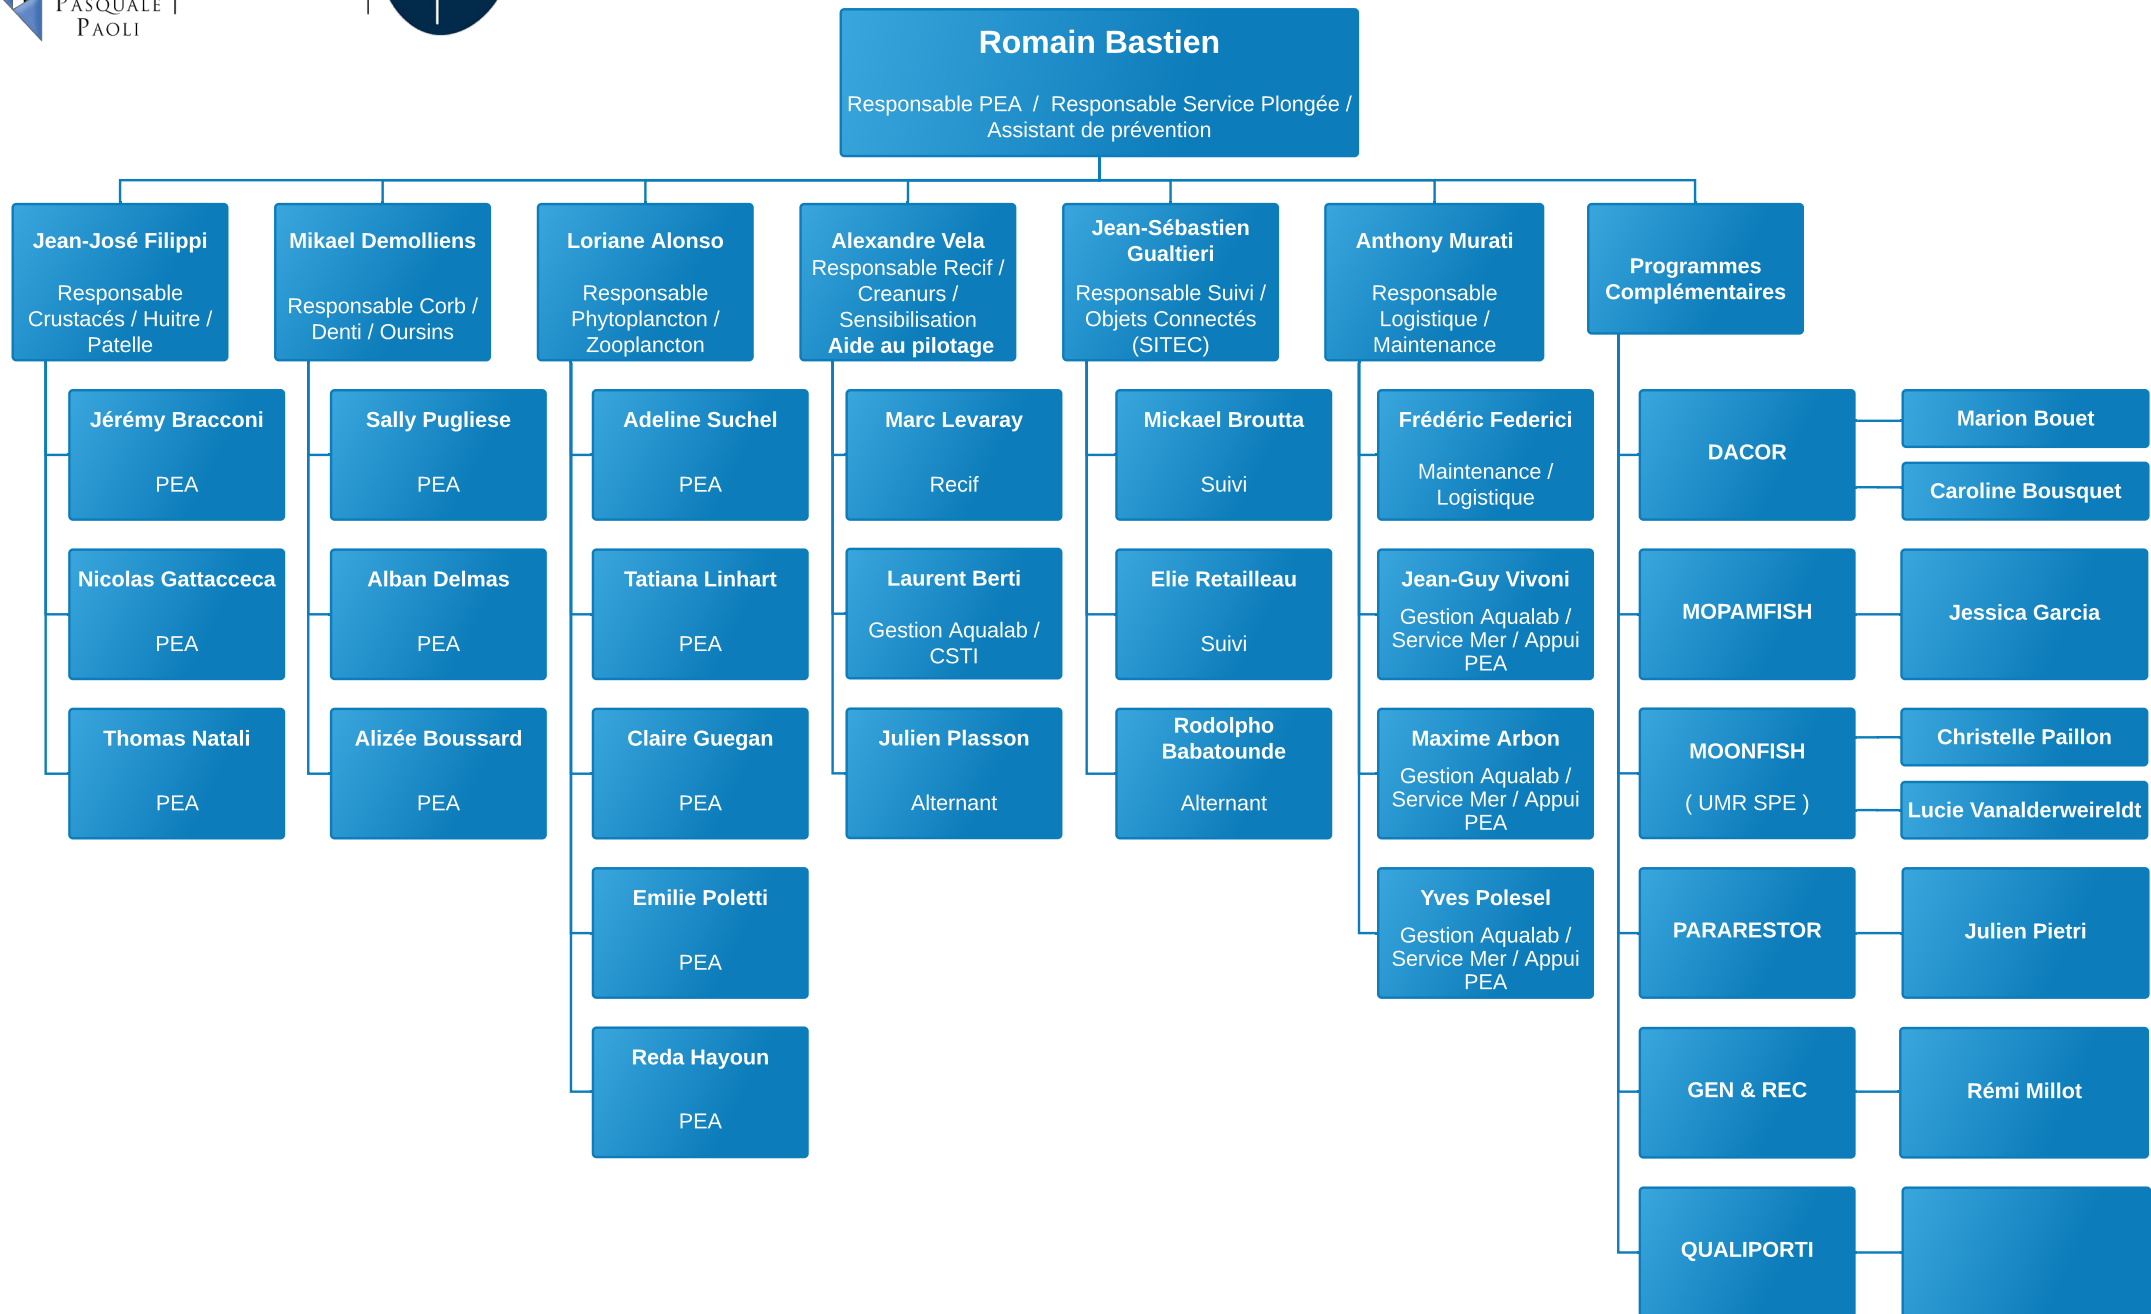 PASQUALE
PAOLI
Romain Bastien
Responsable PEA / Responsable Service Plongée /
Assistant de prévention
Jean-José Filippi
Responsable
Crustacés / Huitre /
Patelle
Mikael Demolliens
Responsable Corb /
Denti / Oursins
Loriane Alonso
Responsable
Phytoplancton /
Zooplancton
Alexandre Vela
Responsable Recif /
Creanurs /
Sensibilisation
Aide au pilotage
Jean-Sébastien
Gualtieri
Responsable Suivi /
Objets Connectés
(SITEC)
Anthony Murati
Responsable
Logistique /
Maintenance
Programmes
Complémentaires
Jérémy Bracconi
PEA
Sally Pugliese
PEA
Adeline Suchel
PEA
Marc Levaray
Recif
Mickael Broutta
Suivi
Frédéric Federici
Maintenance /
Logistique
DACOR
Marion Bouet
Caroline Bousquet
Nicolas Gattacceca
PEA
Alban Delmas
PEA
Tatiana Linhart
PEA
Laurent Berti
Gestion Aqualab /
CSTI
Elie Retailleau
Suivi
Jean-Guy Vivoni
Gestion Aqualab /
Service Mer / Appui
PEA
MOPAMFISH
Jessica Garcia
Thomas Natali
PEA
Alizée Boussard
PEA
Claire Guegan
PEA
Julien Plasson
Alternant
Rodolpho
Babatounde
Alternant
Maxime Arbon
Gestion Aqualab /
Service Mer / Appui
PEA
MOONFISH
( UMR SPE )
Christelle Paillon
Lucie Vanalderweireldt
Emilie Poletti
PEA
Yves Polesel
Gestion Aqualab /
Service Mer / Appui
PEA
PARARESTOR
Julien Pietri
Reda Hayoun
PEA
GEN & REC
Rémi Millot
QUALIPORTI